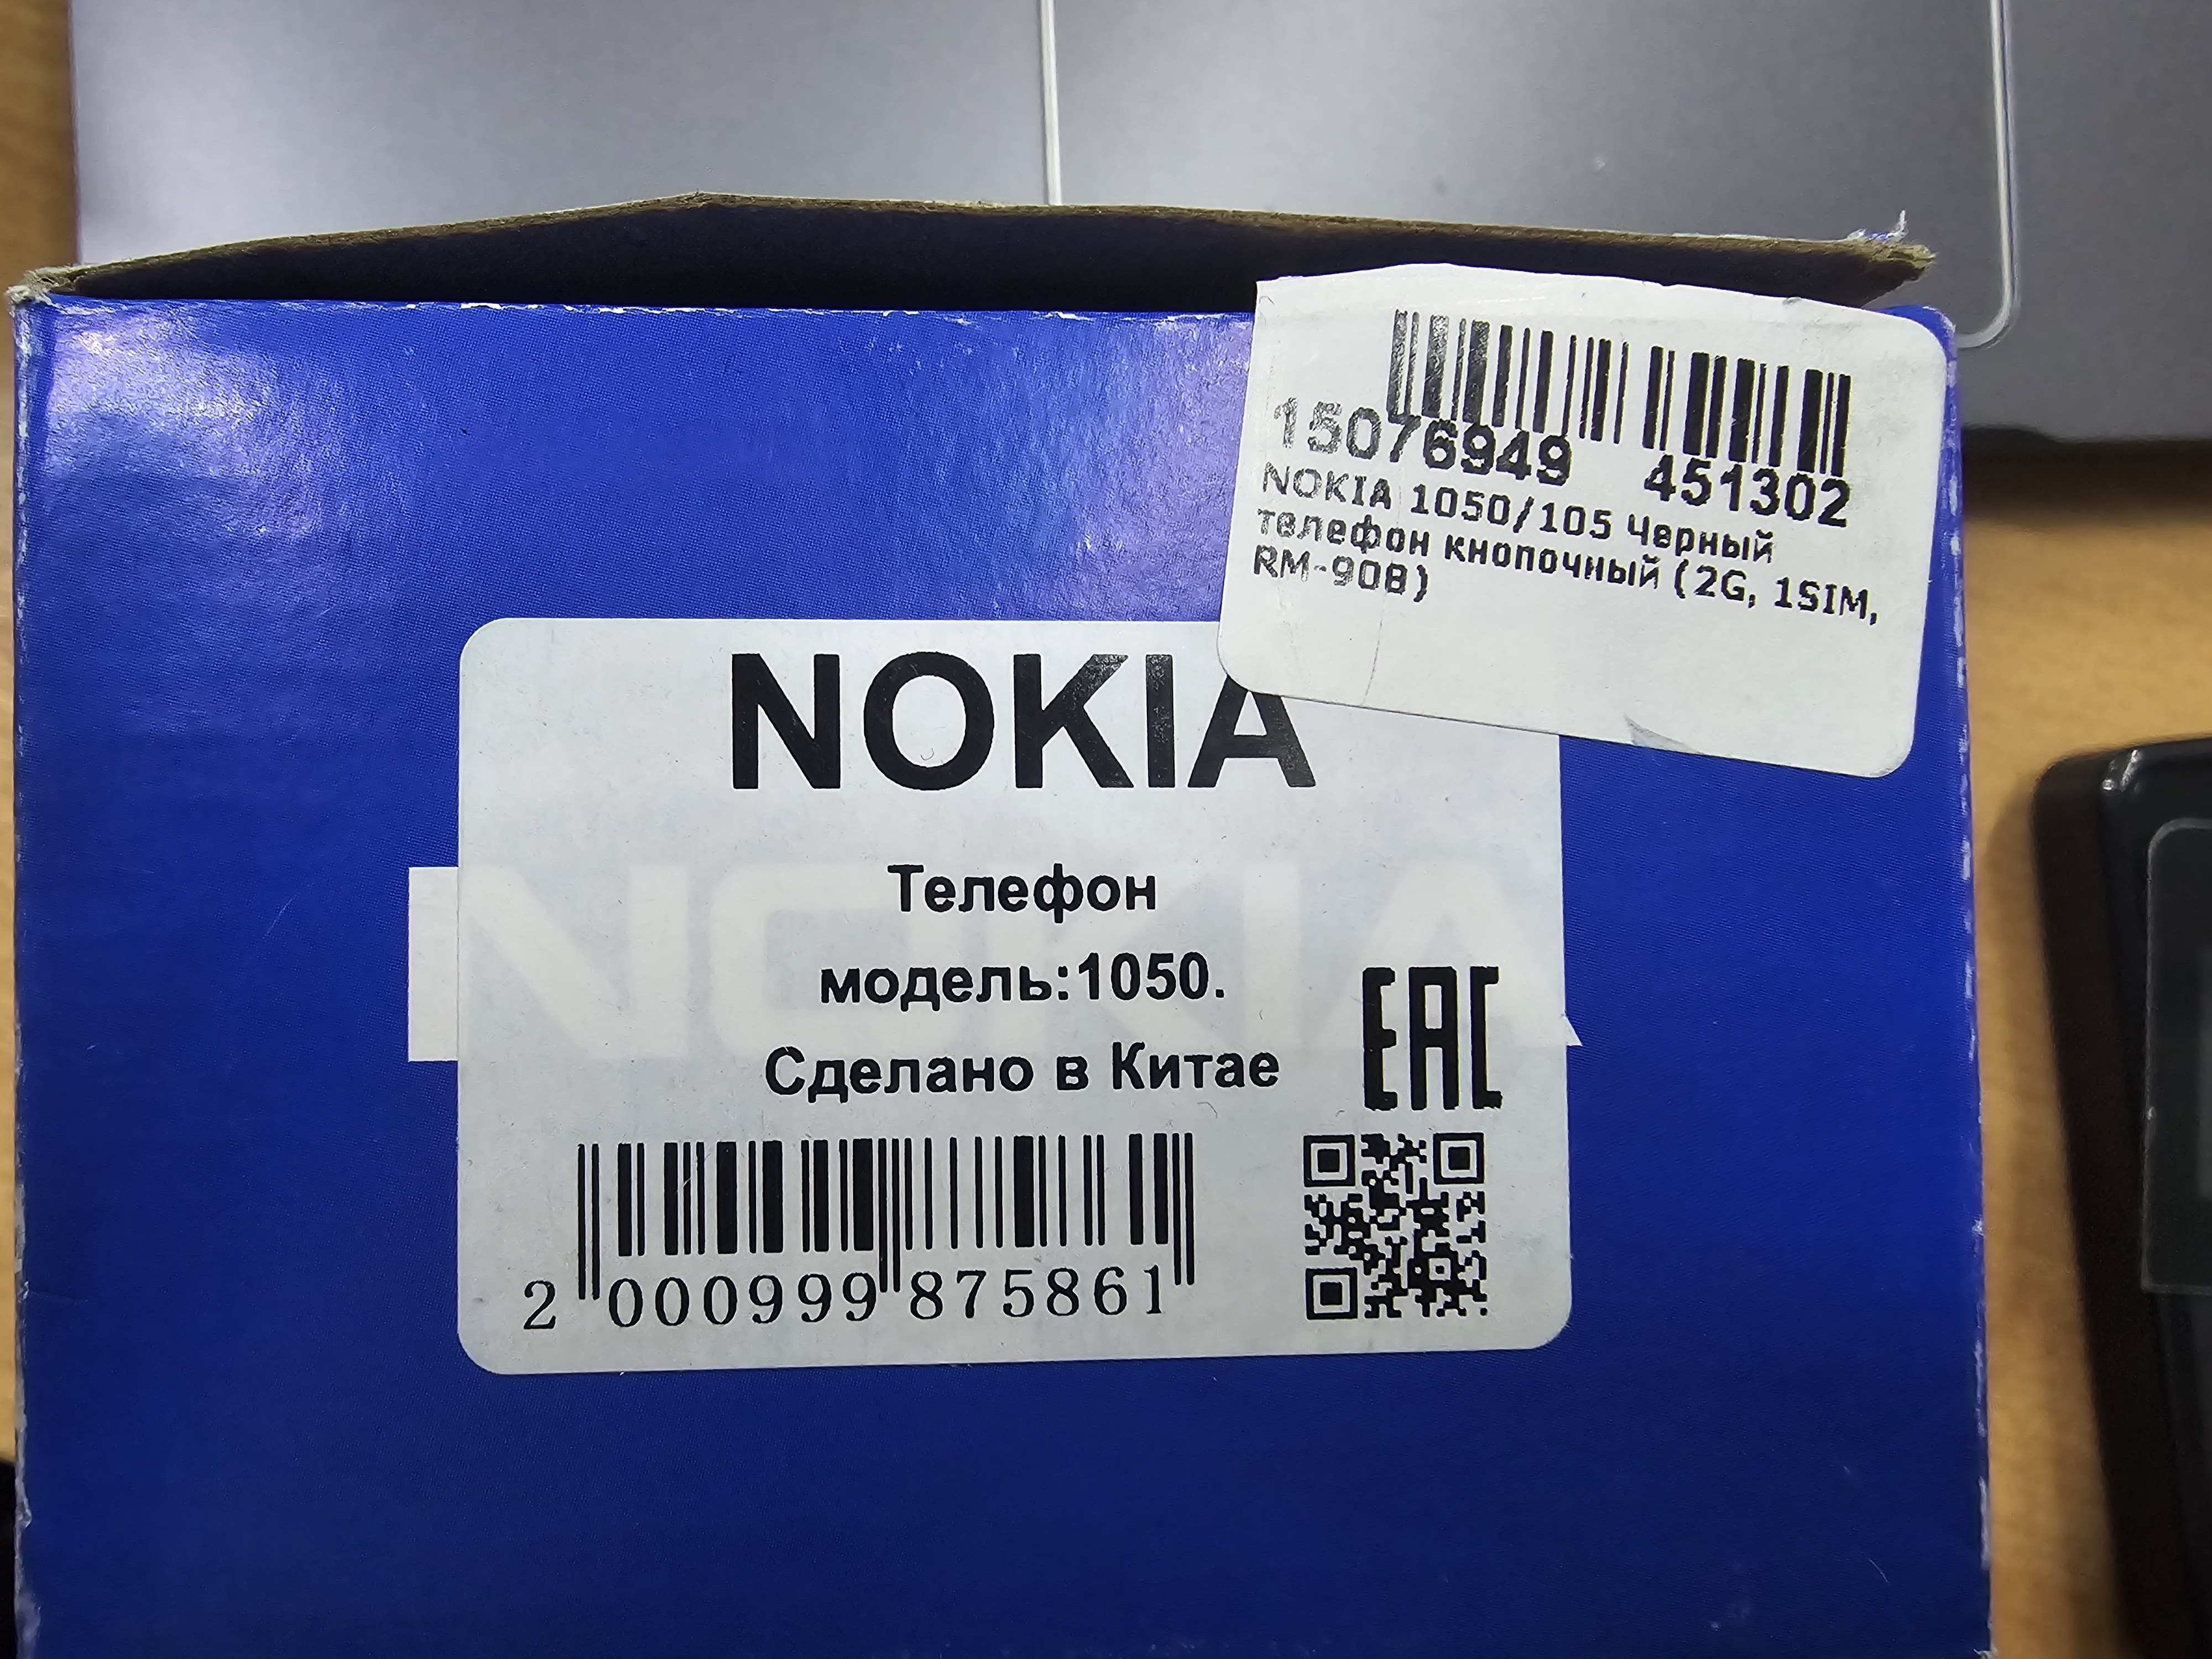 15076949 451302
NOKIA 1050/105 Черный
телефон кнопочный (2G, 1SIM,
RM-908)
NOKIA
NOKIA
Телефон
модель:1050.
Сделано в Китае
EAC
2 000999 875861